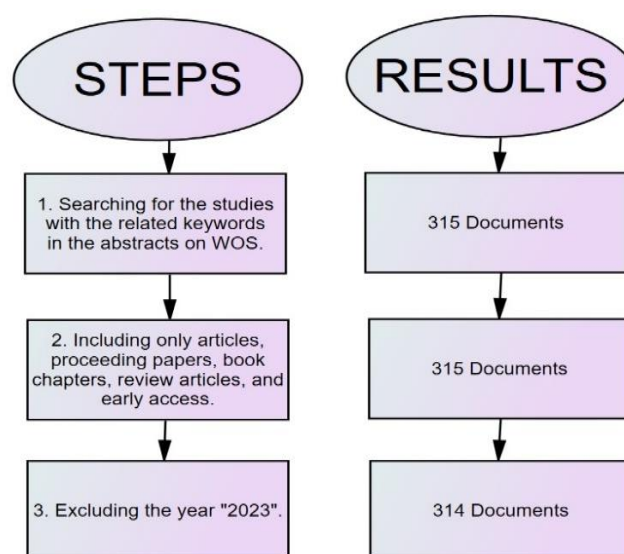 STEPS
1. Searching for the studies
with the related keywords
in the abstracts on WOS.
2. Including only articles,
proceeding papers, book
chapters, review articles, and
early access.
3. Excluding the year "2023".
RESULTS
315 Documents
315 Documents
314 Documents